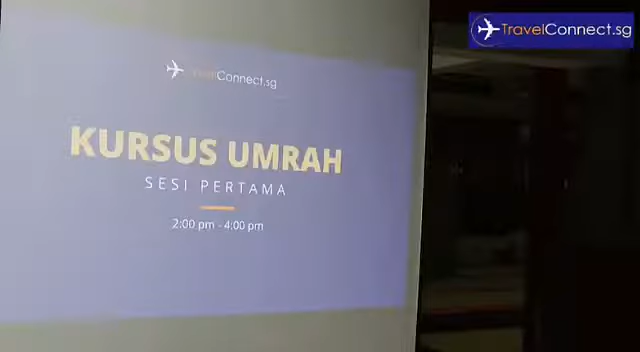 TravelConnect.sg
Connect.sg
KURSUS UMRAH
SESI PERTAMA
2:00 pm - 4:00 pm